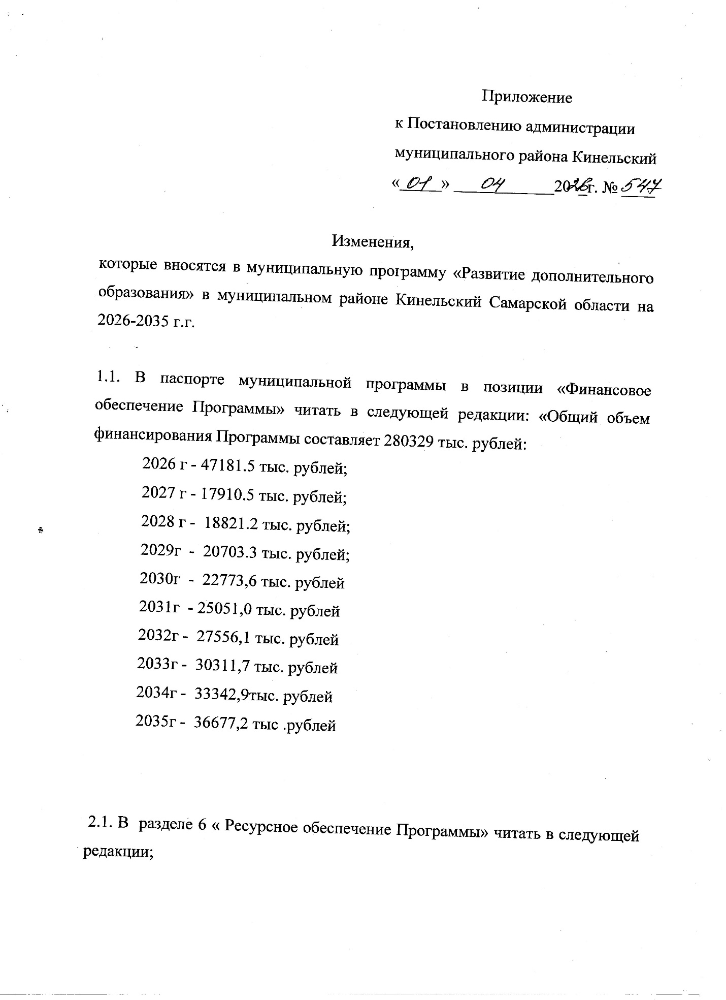 Приложение
к Постановлению администрации
муниципального района Кинельский
« 01 » 04 2026г. № 547
Изменения,
которые вносятся в муниципальную программу «Развитие дополнительного
образования» в муниципальном районе Кинельский Самарской области на
2026-2035 г.г.
1.1. В паспорте муниципальной программы в позиции «Финансовое
обеспечение Программы» читать в следующей редакции: «Общий объем
финансирования Программы составляет 280329 тыс. рублей:
2026 г - 47181.5 тыс. рублей;
2027 г - 17910.5 тыс. рублей;
2028 г - 18821.2 тыс. рублей;
2029г - 20703.3 тыс. рублей;
2030г - 22773,6 тыс. рублей
2031г - 25051,0 тыс. рублей
2032г - 27556,1 тыс. рублей
2033г - 30311,7 тыс. рублей
2034г - 33342,9тыс. рублей
2035г - 36677,2 тыс .рублей
2.1. В разделе 6 « Ресурсное обеспечение Программы» читать в следующей
редакции;